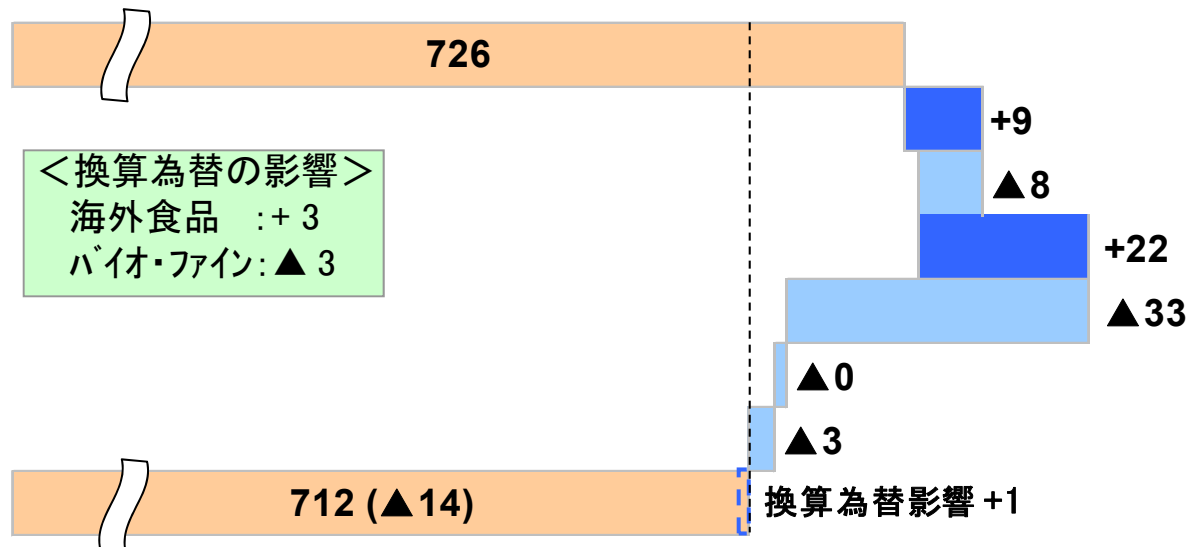 726
+9
<換算為替の影響>
海外食品 :+ 3
バイオ・ファイン:▲ 3
▲8
+22
▲33
▲0
▲3
712 (▲14)
換算為替影響 +1